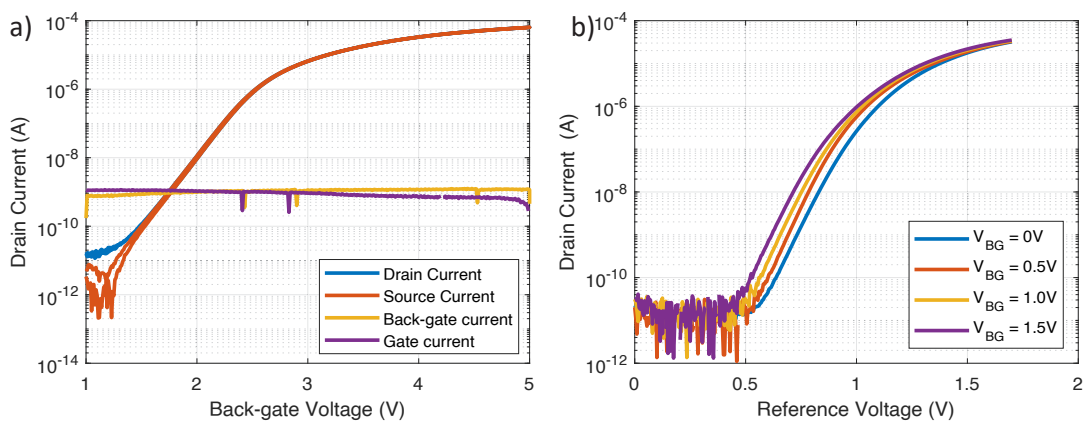 a)
Drain Current (A)
10^-4
10^-6
10^-8
10^-10
10^-12
10^-14
1 2 3 4 5
Back-gate Voltage (V)
Drain Current
Source Current
Back-gate current
Gate current
b)
Drain Current (A)
10^-4
10^-6
10^-8
10^-10
10^-12
0 0.5 1 1.5 2
Reference Voltage (V)
V_BG = 0V
V_BG = 0.5V
V_BG = 1.0V
V_BG = 1.5V